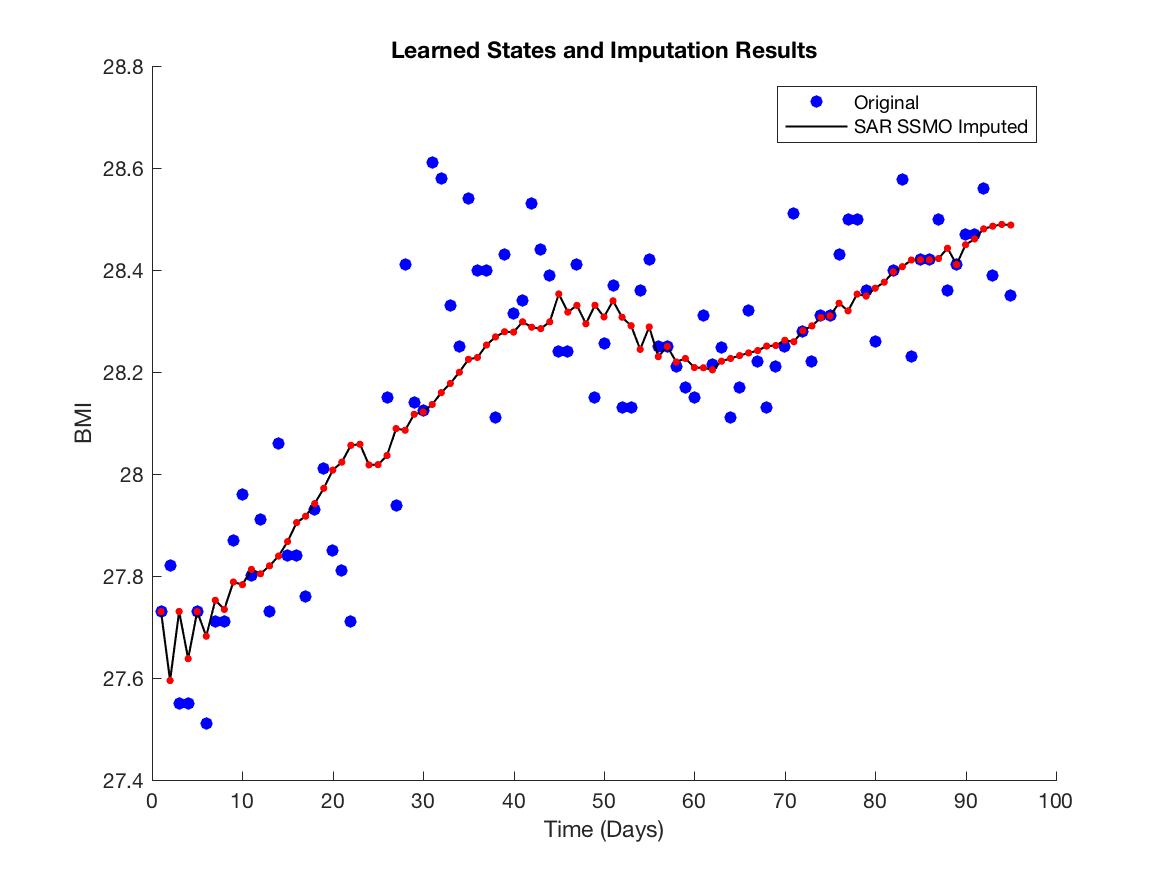 Learned States and Imputation Results
28.8
28.6
28.4
28.2
28
27.8
27.6
27.4
BMI
Original
SAR SSMO Imputed
0 10 20 30 40 50 60 70 80 90 100
Time (Days)